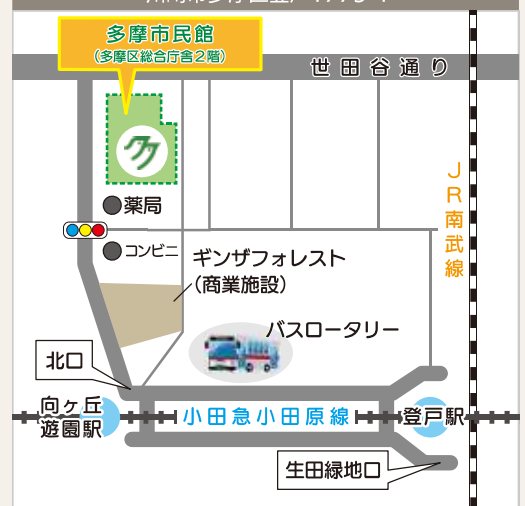 多摩市民館
(多摩区総合庁舎2階)
世田谷通り
JR南武線
薬局
コンビニ
ギンザフォレスト
(商業施設)
バスロータリー
北口
向ヶ丘
遊園駅
小田急小田原線
登戸駅
生田緑地口